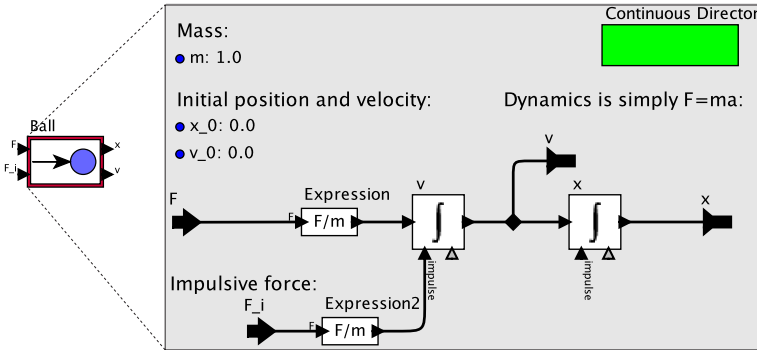 Continuous Director
Mass:
m: 1.0
Initial position and velocity:
Dynamics is simply F=ma:
x_0: 0.0
v_0: 0.0
Ball
F
F_i
x
v
v
F
Expression
F
F/m
v
∫
impulse
x
∫
impulse
x
Impulsive force:
F_i
Expression2
F
F/m